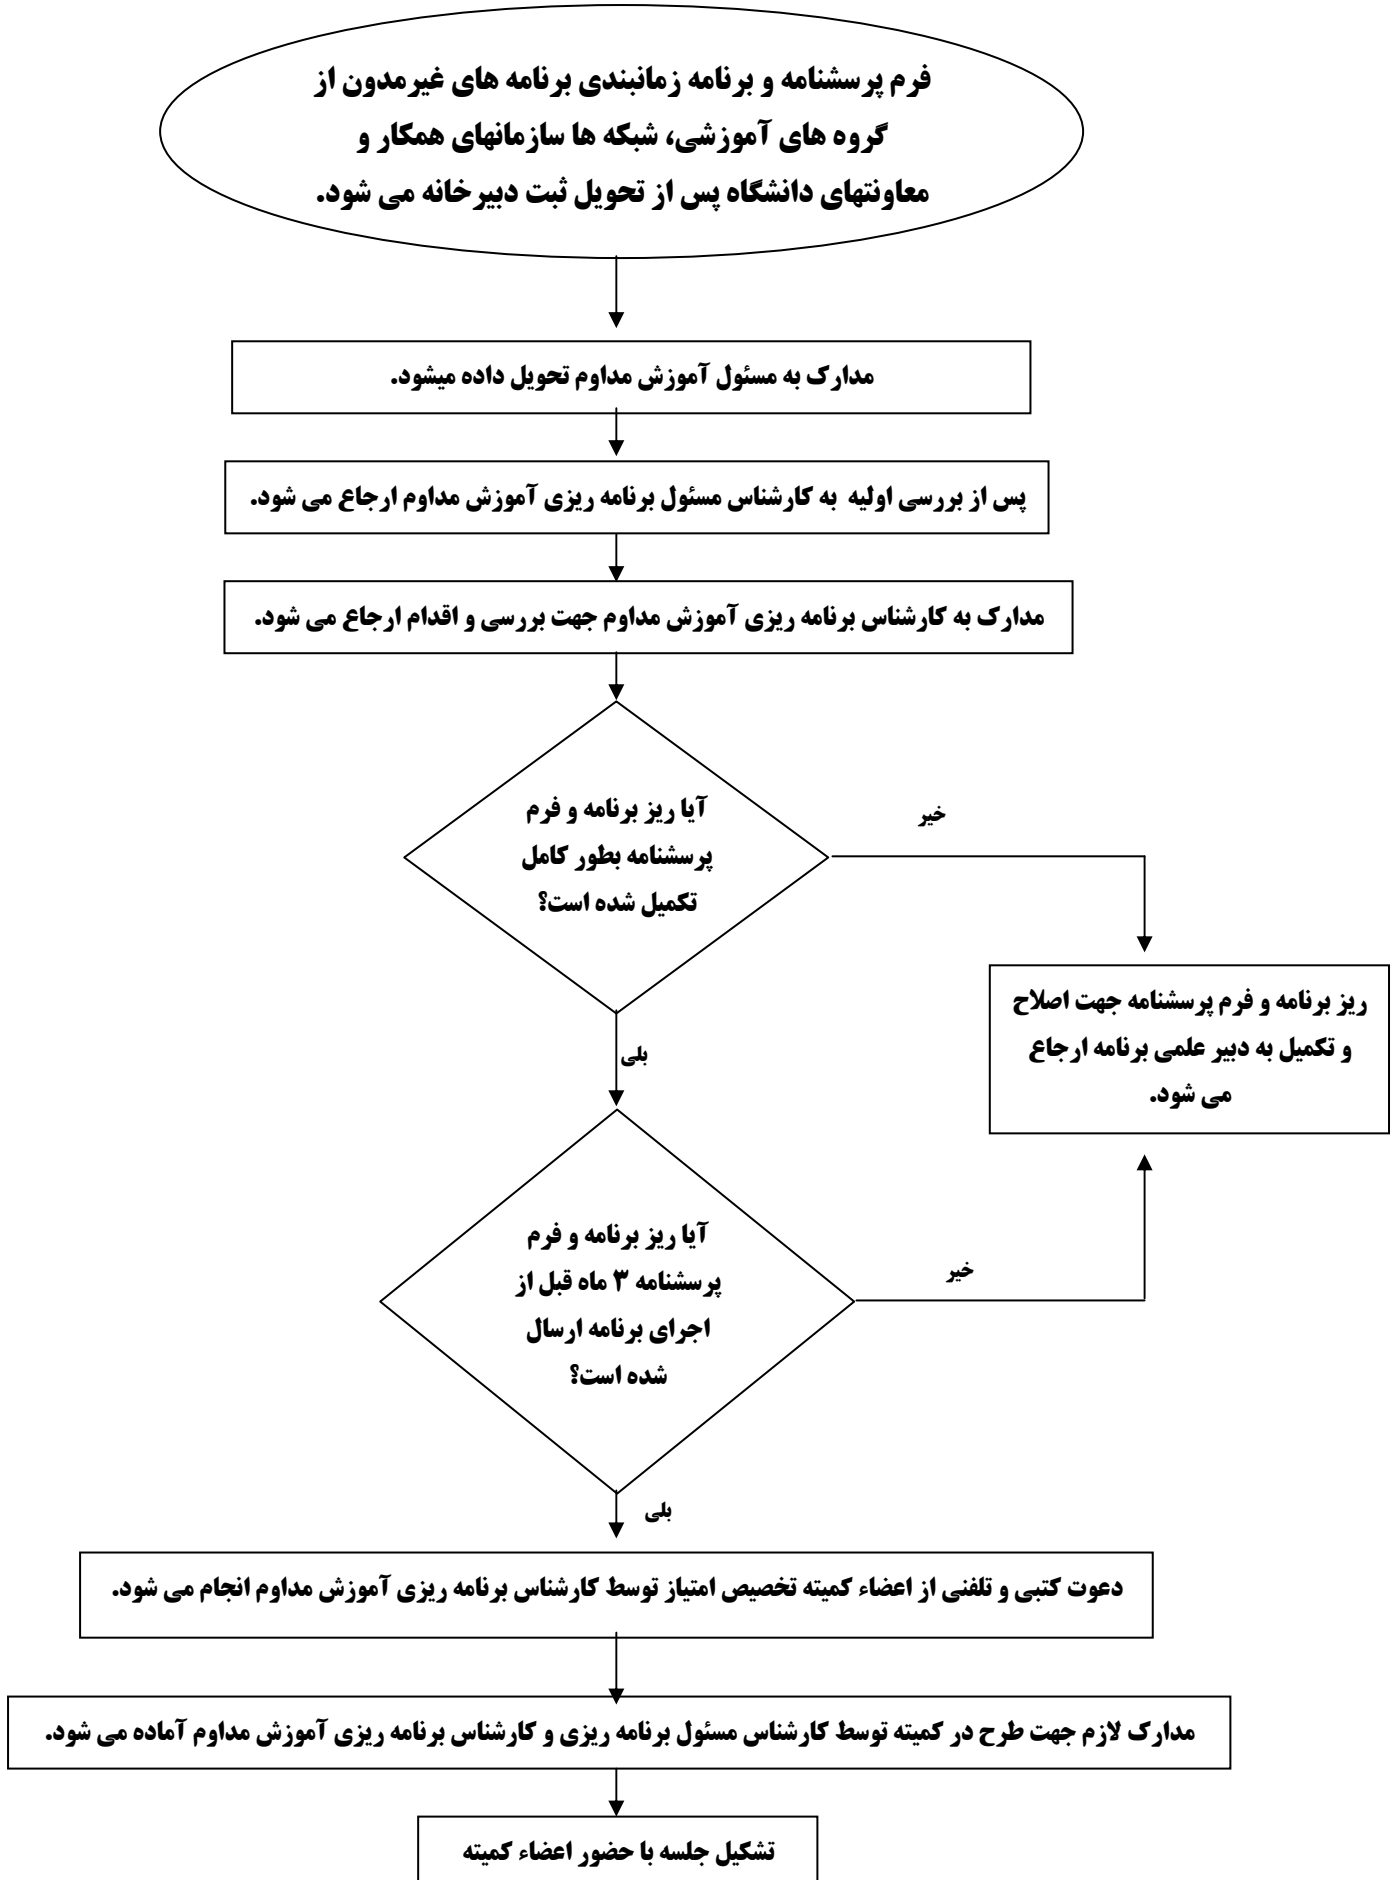 فرم پرسشنامه و برنامه زمانبندی برنامه های غیرمدون از
گروه های آموزشی، شبکه ها سازمانهای همکار و
معاونتهای دانشگاه پس از تحویل ثبت دبیرخانه می شود.
مدارک به مسئول آموزش مداوم تحویل داده میشود.
پس از بررسی اولیه به کارشناس مسئول برنامه ریزی آموزش مداوم ارجاع می شود.
مدارک به کارشناس برنامه ریزی آموزش مداوم جهت بررسی و اقدام ارجاع می شود.
آیا ریز برنامه و فرم
پرسشنامه بطور کامل
تکمیل شده است؟
خیر
ریز برنامه و فرم پرسشنامه جهت اصلاح
و تکمیل به دبیر علمی برنامه ارجاع
می شود.
بلی
آیا ریز برنامه و فرم
پرسشنامه ۳ ماه قبل از
اجرای برنامه ارسال
شده است؟
خیر
بلی
دعوت کتبی و تلفنی از اعضاء کمیته تخصیص امتیاز توسط کارشناس برنامه ریزی آموزش مداوم انجام می شود.
مدارک لازم جهت طرح در کمیته توسط کارشناس مسئول برنامه ریزی و کارشناس برنامه ریزی آموزش مداوم آماده می شود.
تشکیل جلسه با حضور اعضاء کمیته